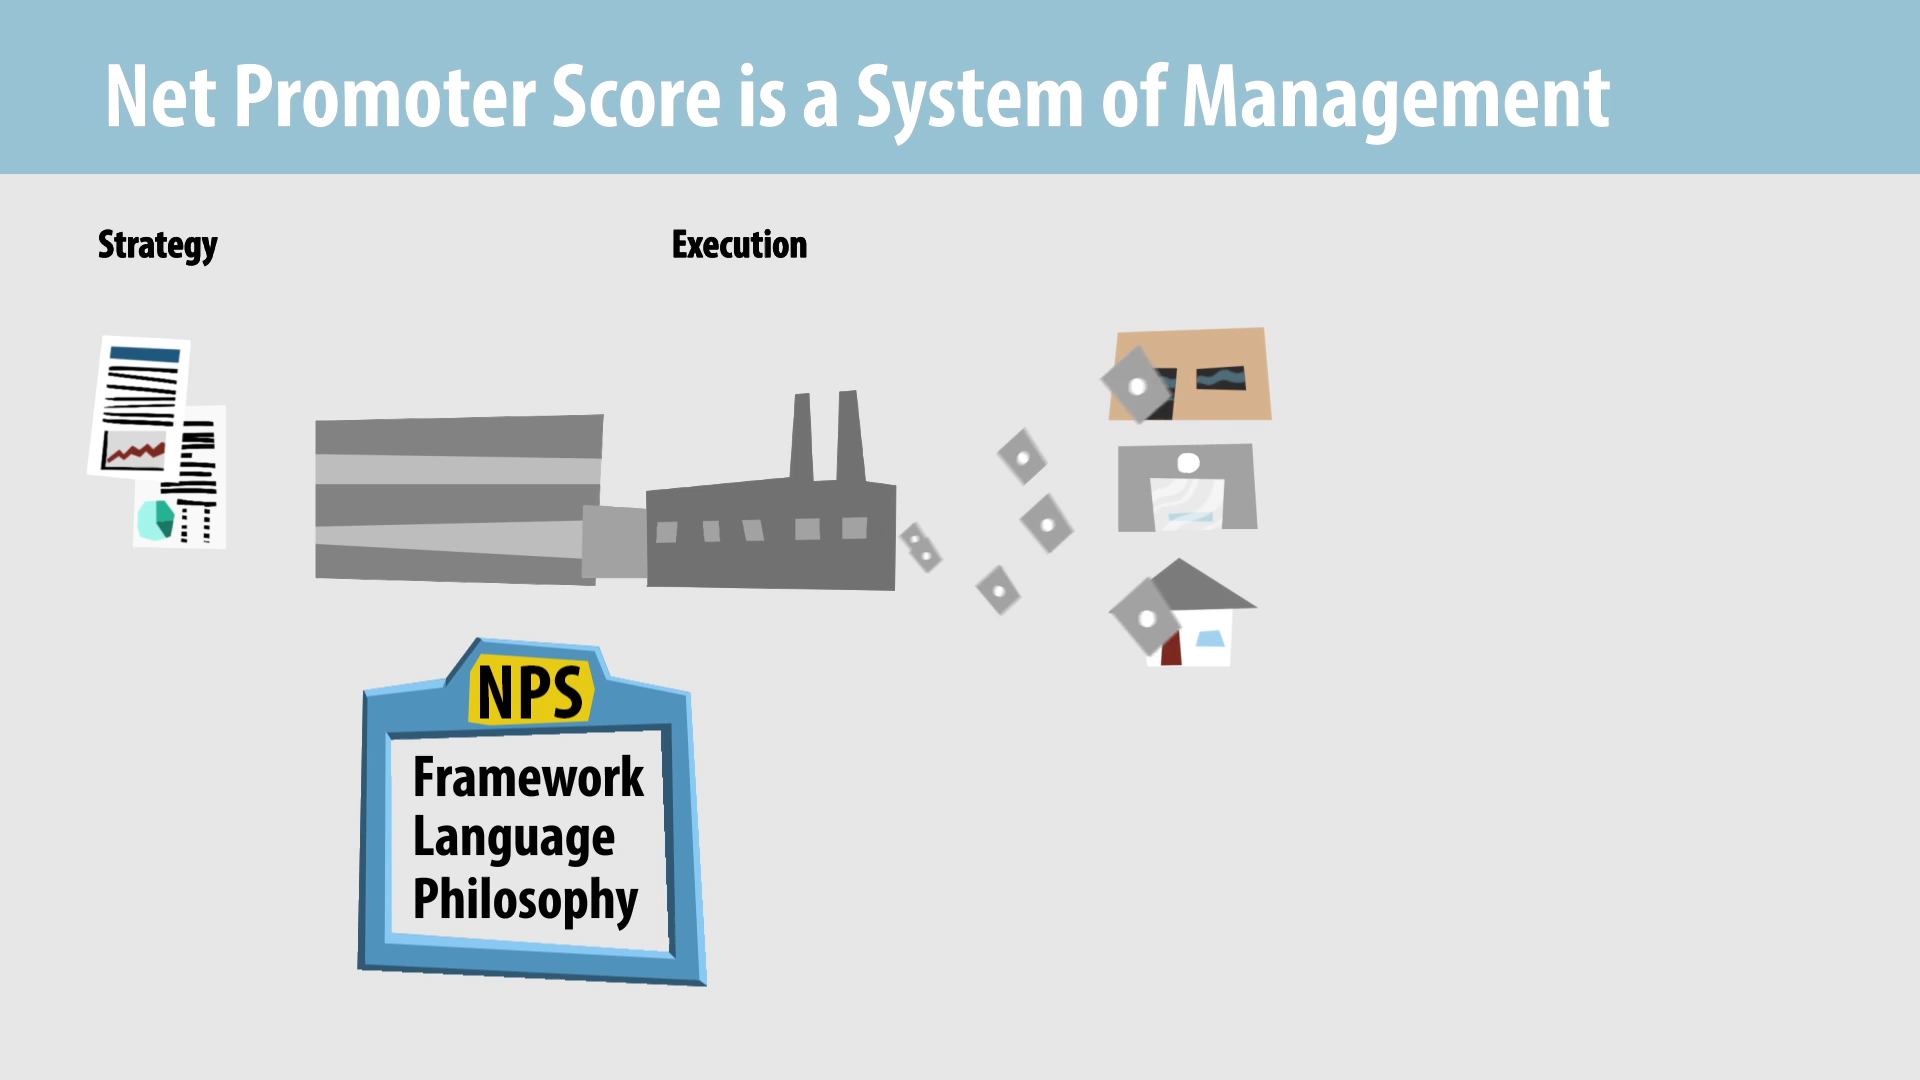 Net Promoter Score is a System of Management
Strategy
Execution
NPS
Framework
Language
Philosophy